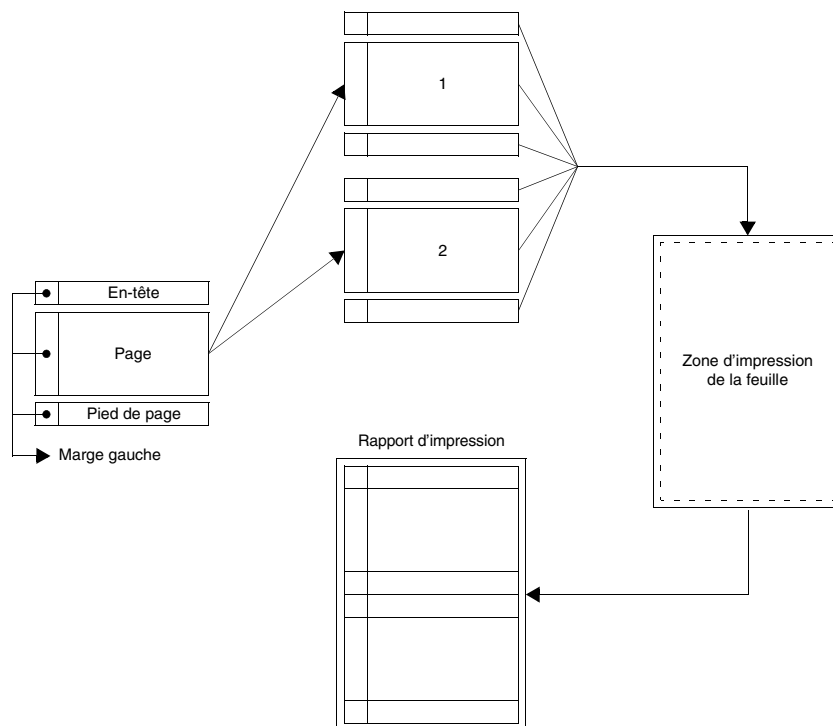 1
2
En-tête
Page
Pied de page
Marge gauche
Zone d'impression
de la feuille
Rapport d'impression